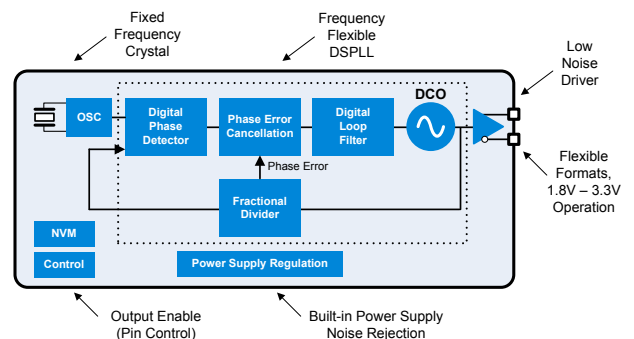 Fixed
Frequency
Crystal
Frequency
Flexible
DSPLL
Low
Noise
Driver
OSC
Digital
Phase
Detector
Phase Error
Cancellation
Digital
Loop
Filter
DCO
Phase Error
Fractional
Divider
Flexible
Formats,
1.8V – 3.3V
Operation
NVM
Control
Power Supply Regulation
Output Enable
(Pin Control)
Built-in Power Supply
Noise Rejection